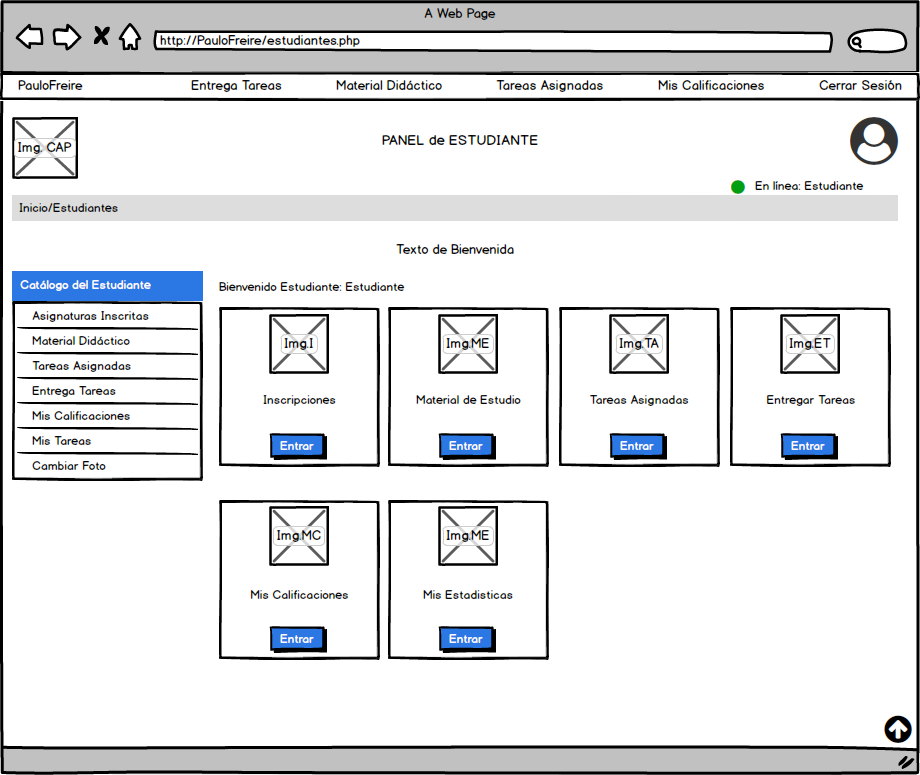 A Web Page
http://PauloFreire/estudiantes.php
PauloFreire Entrega Tareas Material Didáctico Tareas Asignadas Mis Calificaciones Cerrar Sesión
Img. CAP
PANEL de ESTUDIANTE
En línea: Estudiante
Inicio/Estudiantes
Texto de Bienvenida
Catálogo del Estudiante
Asignaturas Inscritas
Material Didáctico
Tareas Asignadas
Entrega Tareas
Mis Calificaciones
Mis Tareas
Cambiar Foto
Bienvenido Estudiante: Estudiante
Img.I Img.ME Img.TA Img.ET
Inscripciones Material de Estudio Tareas Asignadas Entregar Tareas
Entrar Entrar Entrar Entrar
Img.MC Img.ME
Mis Calificaciones Mis Estadisticas
Entrar Entrar